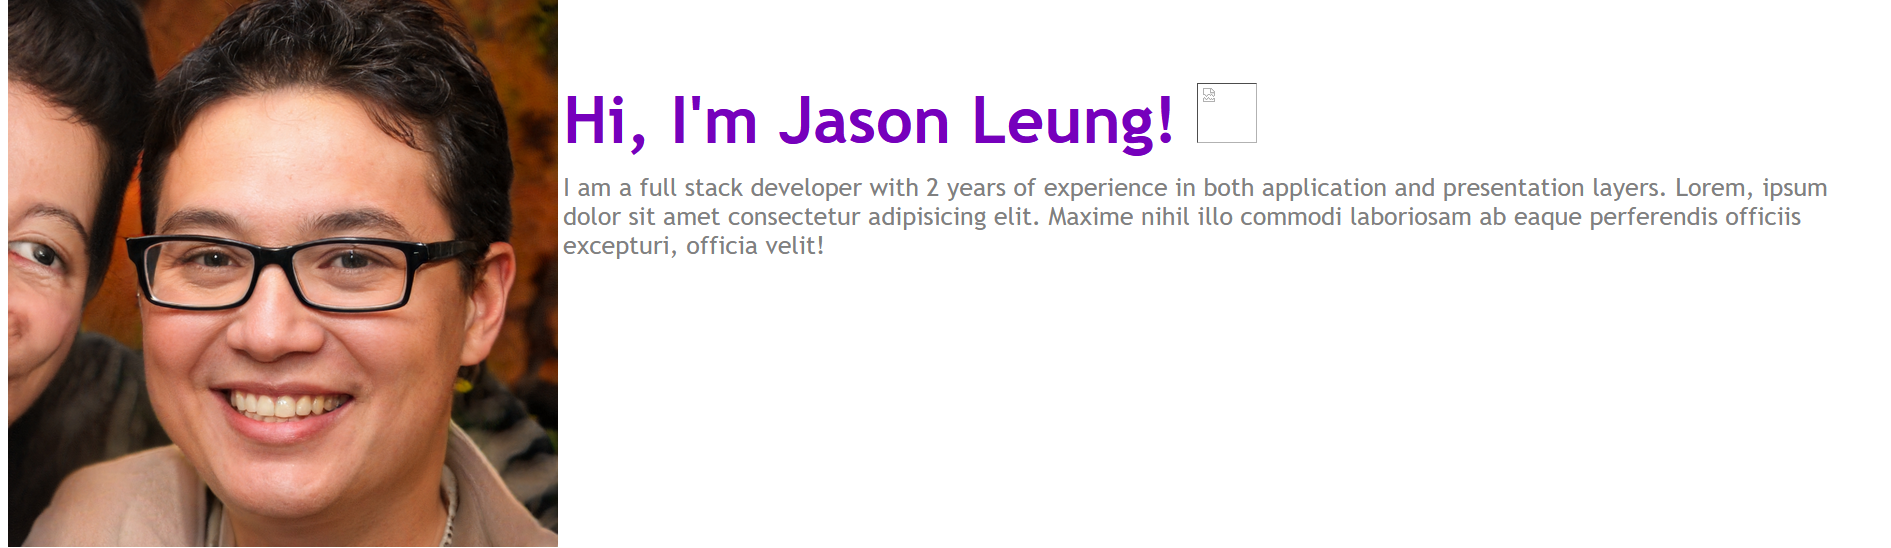 Hi, I'm Jason Leung!
I am a full stack developer with 2 years of experience in both application and presentation layers. Lorem, ipsum
dolor sit amet consectetur adipisicing elit. Maxime nihil illo commodi laboriosam ab eaque perferendis officiis
excepturi, officia velit!